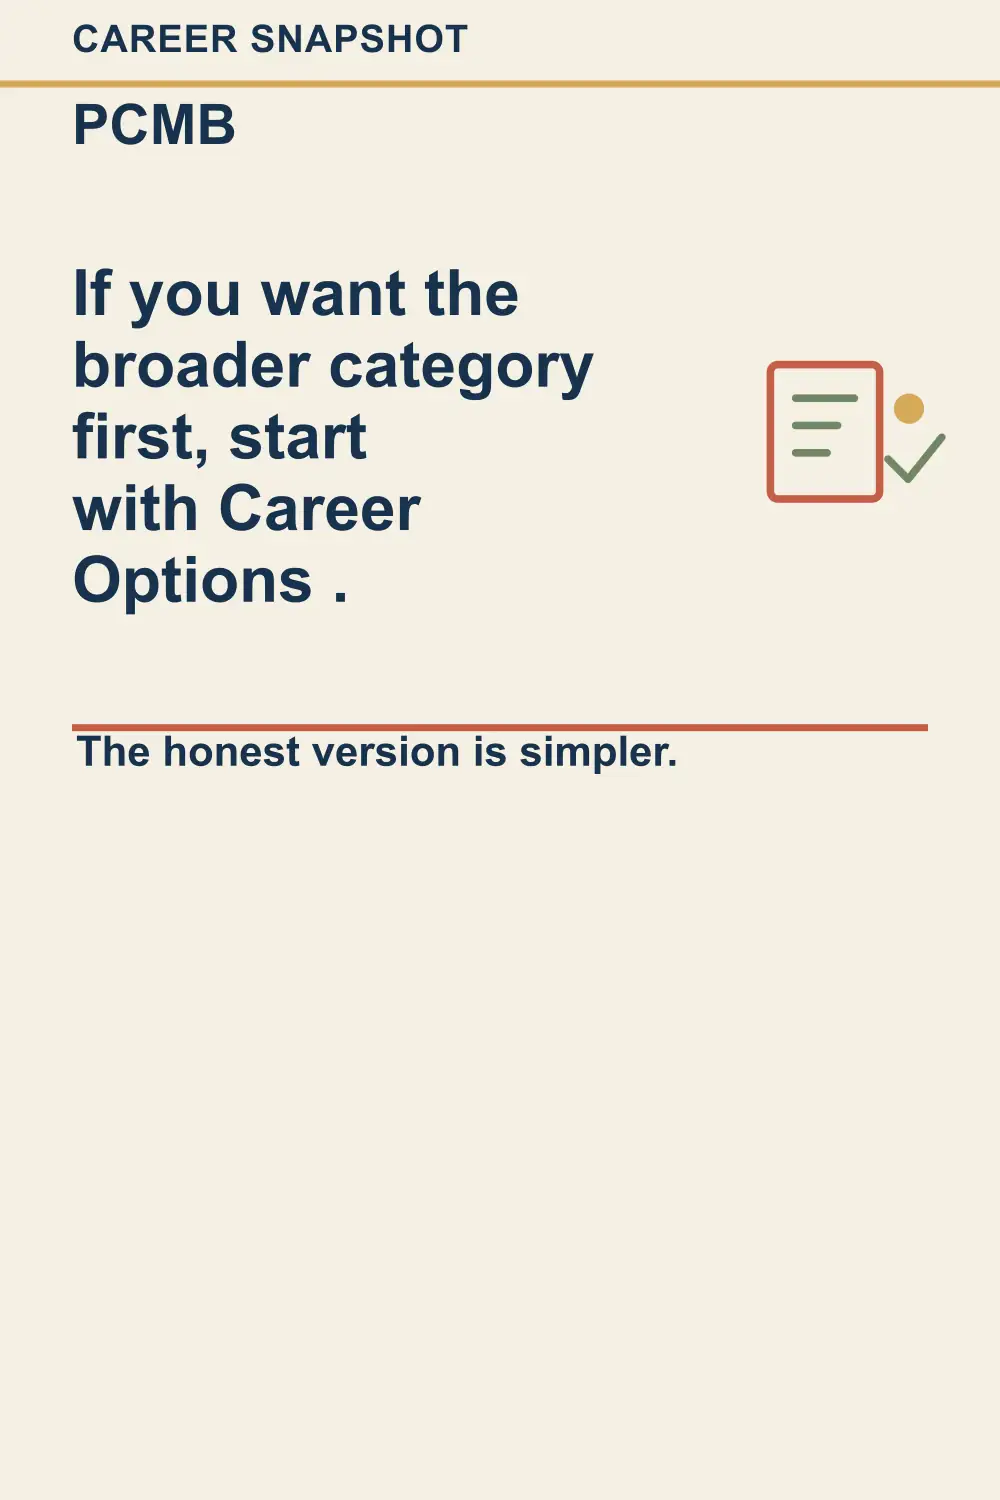 CAREER SNAPSHOT
PCMB
If you want the
broader category
first, start
with Career
Options .
The honest version is simpler.